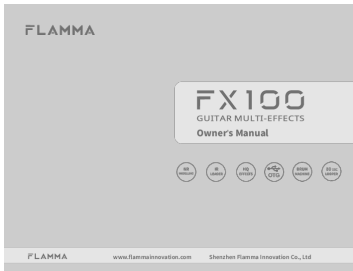 FLAMMA
FX100
GUITAR MULTI-EFFECTS
Owner's Manual
OTG
FLAMMA www.flammainnovation.com Shenzhen Flamma Innovation Co., Ltd